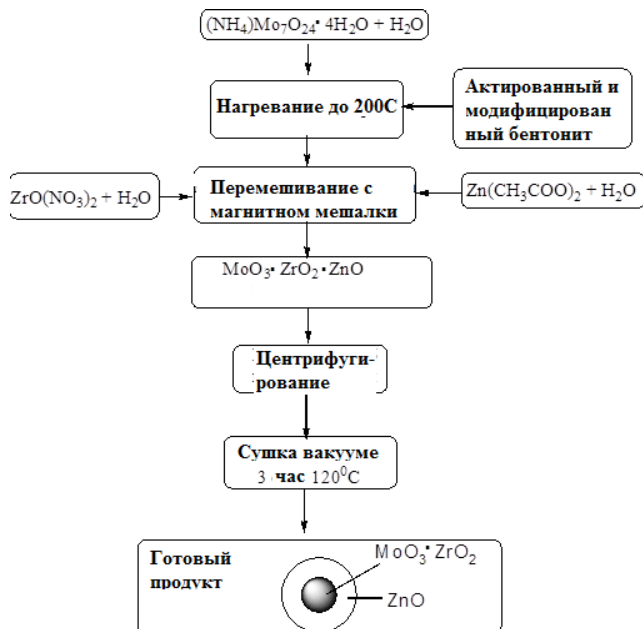 (NH₄)Mo₇O₂₄· 4H₂O + H₂O
Нагревание до 200С
Актированный и
модифицирован
ный бентонит
ZrO(NO₃)₂ + H₂O
Перемешивание с
магнитном мешалки
Zn(CH₃COO)₂ + H₂O
MoO₃· ZrO₂·ZnO
Центрифуги-
рование
Сушка вакууме
3 час 120⁰С
Готовый
продукт
MoO₃·ZrO₂
ZnO